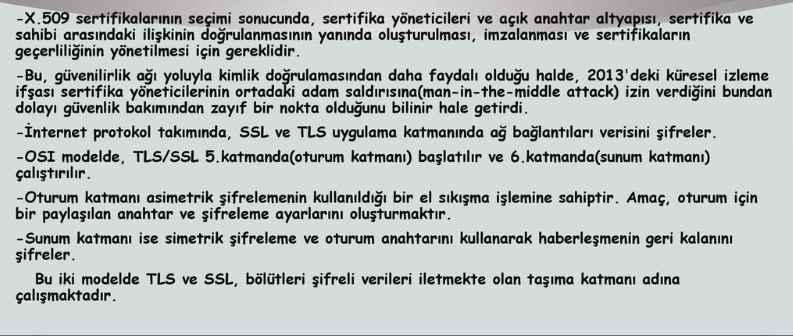 -X.509 sertifikalarının seçimi sonucunda, sertifika yöneticileri ve açık anahtar altyapısı, sertifika ve
sahibi arasındaki ilişkinin doğrulanmasının yanında oluşturulması, imzalanması ve sertifikaların
geçerliliğinin yönetilmesi için gereklidir.
-Bu, güvenilirlik ağı yoluyla kimlik doğrulamasından daha faydalı olduğu halde, 2013'deki küresel izleme
ifşası sertifika yöneticilerinin ortadaki adam saldırısına(man-in-the-middle attack) izin verdiğini bundan
dolayı güvenlik bakımından zayıf bir nokta olduğunu bilinir hale getirdi.
-İnternet protokol takımında, SSL ve TLS uygulama katmanında ağ bağlantıları verisini şifreler.
-OSI modelde, TLS/SSL 5.katmanda(oturum katmanı) başlatılır ve 6.katmanda(sunum katmanı)
çalıştırılır.
-Oturum katmanı asimetrik şifrelemenin kullanıldığı bir el sıkışma işlemine sahiptir. Amaç, oturum için
bir paylaşılan anahtar ve şifreleme ayarlarını oluşturmaktır.
-Sunum katmanı ise simetrik şifreleme ve oturum anahtarını kullanarak haberleşmenin geri kalanını
şifreler.
Bu iki modelde TLS ve SSL, bölütleri şifreli verileri iletmekte olan taşıma katmanı adına
çalışmaktadır.